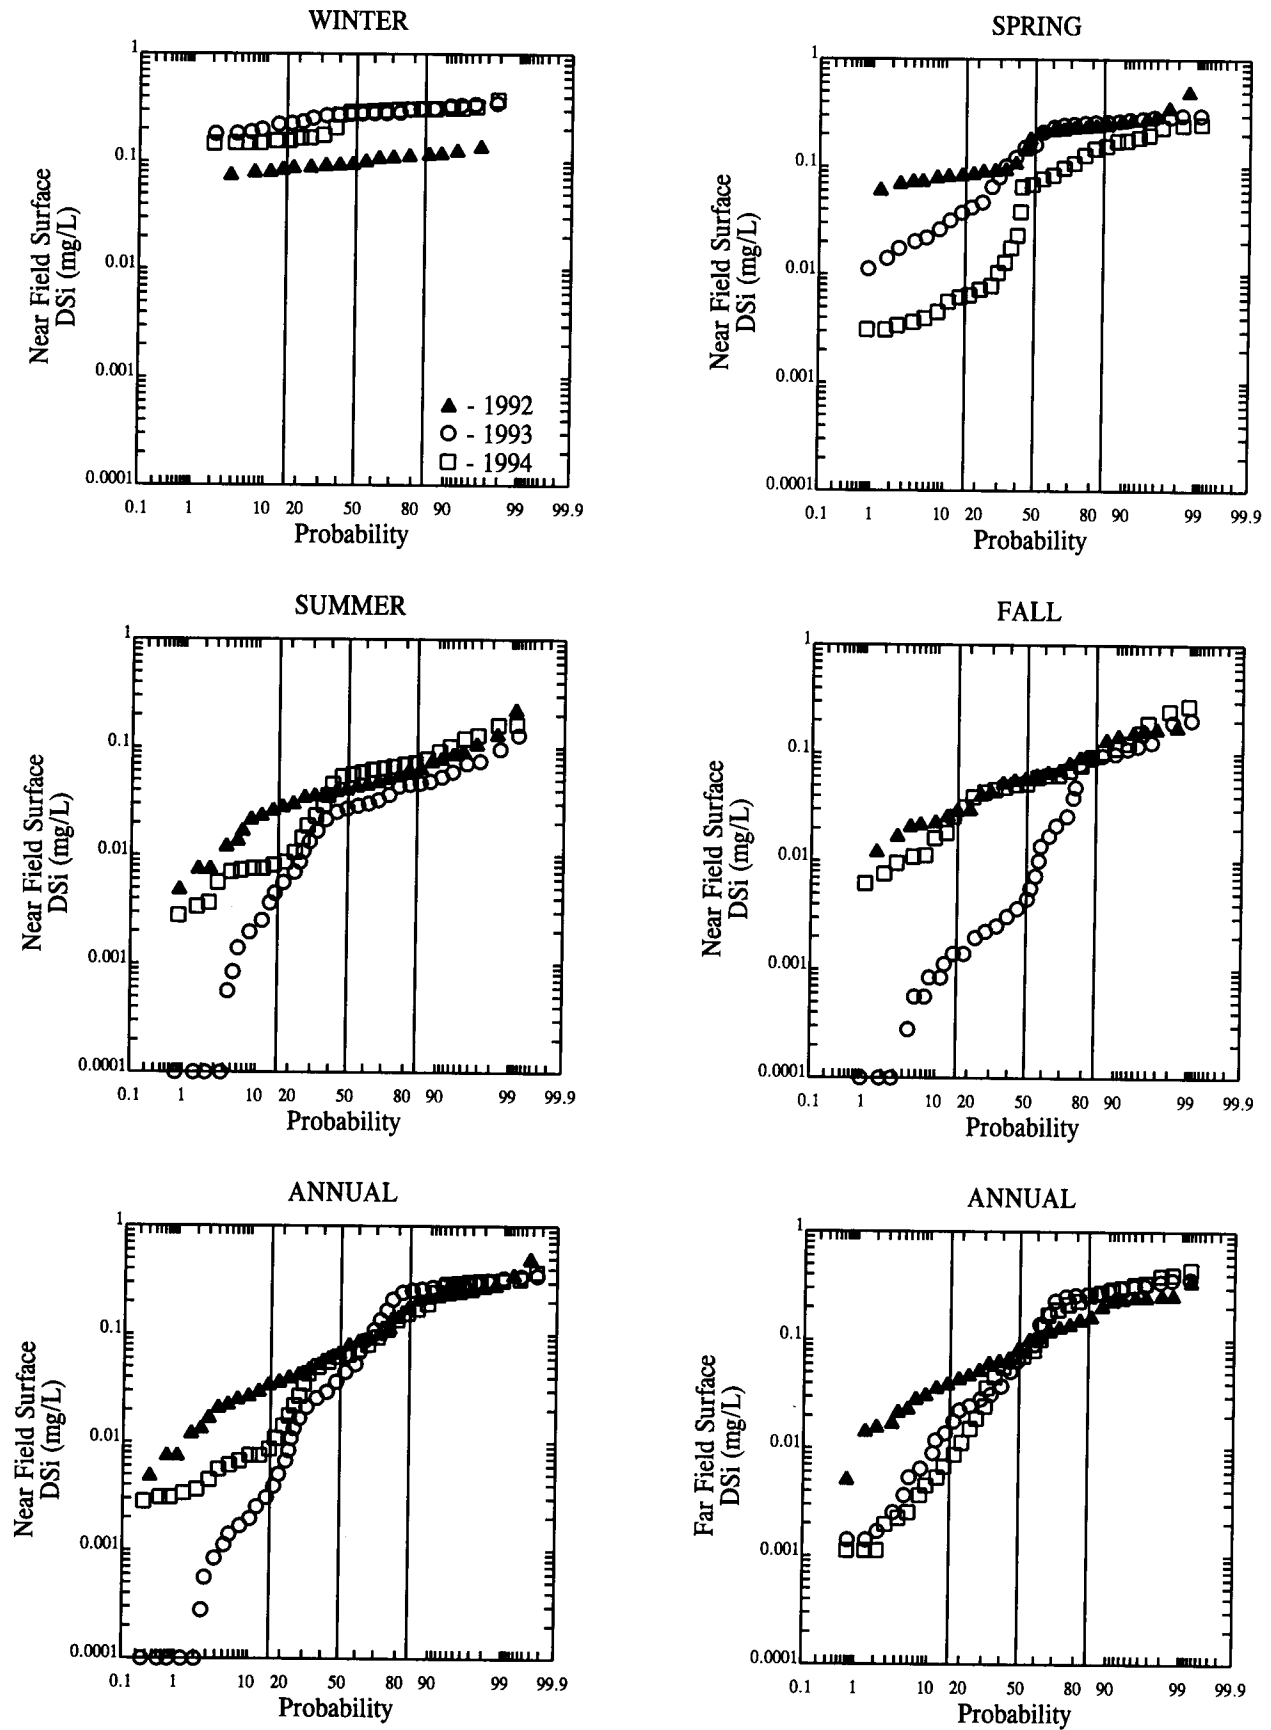 WINTER
1
0.1
0.01
0.001
0.0001
Near Field Surface
DSi (mg/L)
▲ - 1992
○ - 1993
□ - 1994
0.1 1 10 20 50 80 90 99 99.9
Probability
SPRING
1
0.1
0.01
0.001
0.0001
Near Field Surface
DSi (mg/L)
0.1 1 10 20 50 80 90 99 99.9
Probability
SUMMER
1
0.1
0.01
0.001
0.0001
Near Field Surface
DSi (mg/L)
0.1 1 10 20 50 80 90 99 99.9
Probability
FALL
1
0.1
0.01
0.001
0.0001
Near Field Surface
DSi (mg/L)
0.1 1 10 20 50 80 90 99 99.9
Probability
ANNUAL
1
0.1
0.01
0.001
0.0001
Near Field Surface
DSi (mg/L)
0.1 1 10 20 50 80 90 99 99.9
Probability
ANNUAL
1
0.1
0.01
0.001
0.0001
Far Field Surface
DSi (mg/L)
0.1 1 10 20 50 80 90 99 99.9
Probability